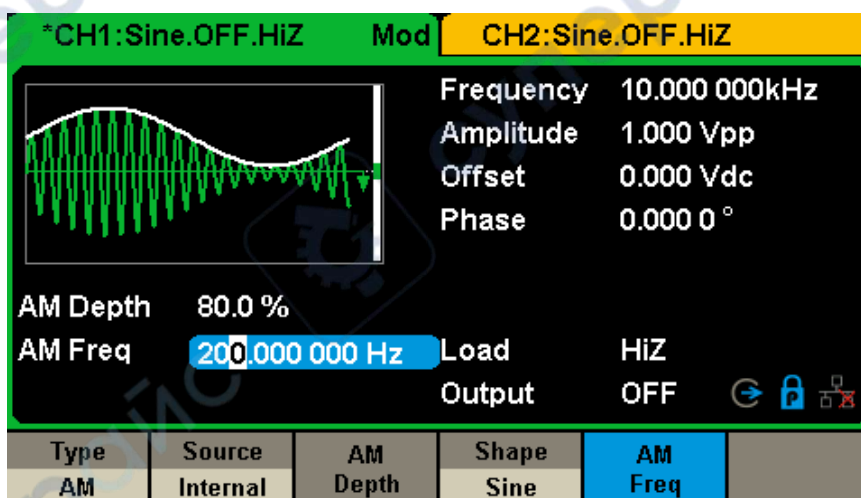 *CH1:Sine.OFF.HiZ Mod
CH2:Sine.OFF.HiZ
Frequency 10.000 000kHz
Amplitude 1.000 Vpp
Offset 0.000 Vdc
Phase 0.000 0 °
AM Depth 80.0 %
AM Freq 200.000 000 Hz
Load HiZ
Output OFF P
Type AM
Source Internal
AM Depth
Shape Sine
AM Freq